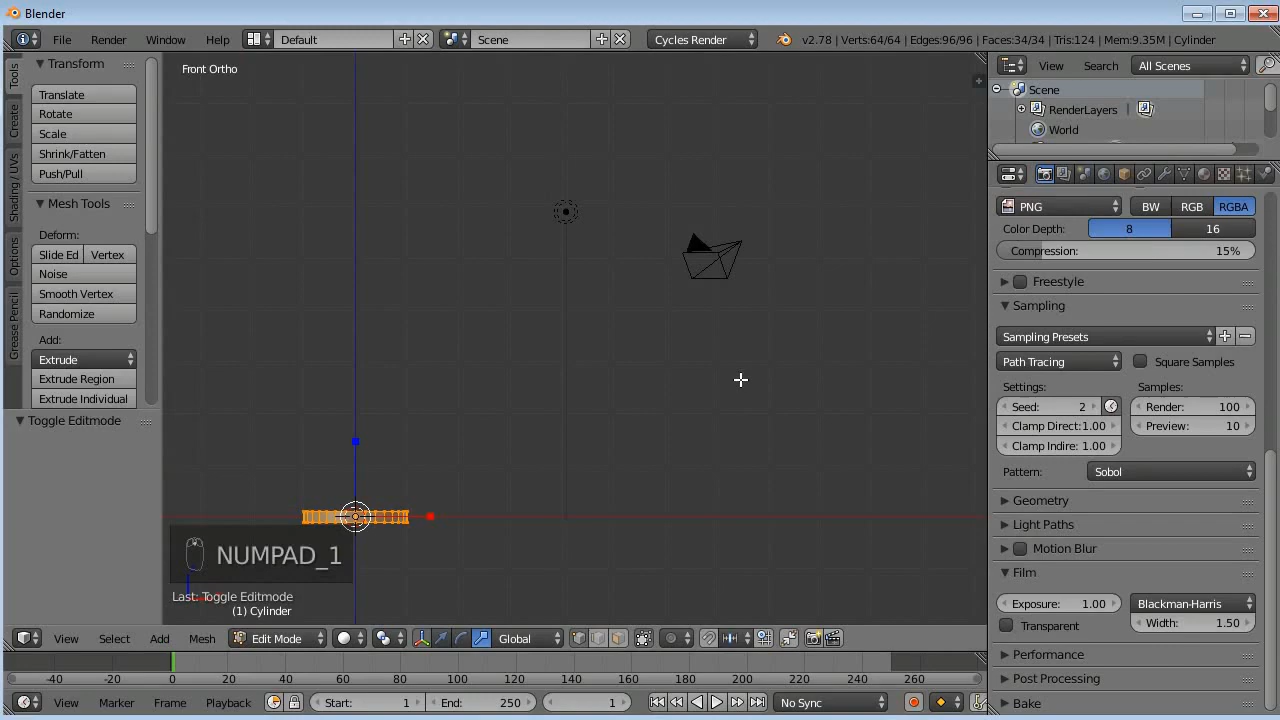 Blender
File Render Window Help Default Scene Cycles Render v2.78 | Verts:64/64 | Edges:96/96 | Faces:34/34 | Tris:124 | Mem:9.35M | Cylinder
Tools
Create
Shading / UVs
Options
Grease Pencil
Transform
Translate
Rotate
Scale
Shrink/Fatten
Push/Pull
Mesh Tools
Deform:
Slide Ed Vertex
Noise
Smooth Vertex
Randomize
Add:
Extrude
Extrude Region
Extrude Individual
Toggle Editmode
Front Ortho
NUMPAD_1
Last: Toggle Editmode
(1) Cylinder
View Select Add Mesh Edit Mode Global
-40 -20 0 20 40 60 80 100 120 140 160 180 200 220 240 260
View Marker Frame Playback Start: 1 End: 250 1 No Sync
View Search All Scenes
Scene
RenderLayers
World
PNG BW RGB RGBA
Color Depth: 8 16
Compression: 15%
Freestyle
Sampling
Sampling Presets
Path Tracing Square Samples
Settings: Samples:
Seed: 2 Render: 100
Clamp Direct:1.00 Preview: 10
Clamp Indire: 1.00
Pattern: Sobol
Geometry
Light Paths
Motion Blur
Film
Exposure: 1.00 Blackman-Harris
Transparent Width: 1.50
Performance
Post Processing
Bake